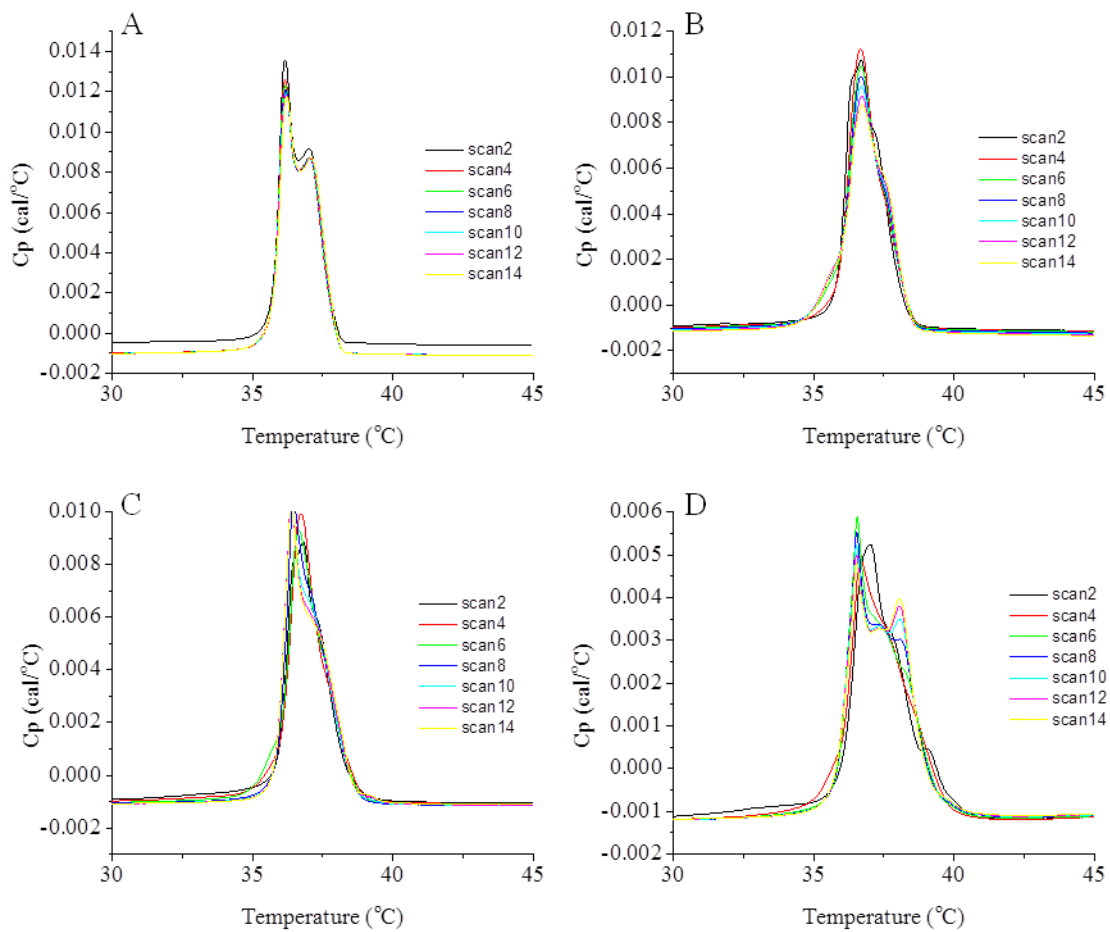 A
0.014
0.012
0.010
0.008
0.006
0.004
0.002
0.000
-0.002
Cp (cal/°C)
scan2
scan4
scan6
scan8
scan10
scan12
scan14
30
35
40
45
Temperature (°C)
B
0.012
0.010
0.008
0.006
0.004
0.002
0.000
-0.002
Cp (cal/°C)
scan2
scan4
scan6
scan8
scan10
scan12
scan14
30
35
40
45
Temperature (°C)
C
0.010
0.008
0.006
0.004
0.002
0.000
-0.002
Cp (cal/°C)
scan2
scan4
scan6
scan8
scan10
scan12
scan14
30
35
40
45
Temperature (°C)
D
0.006
0.005
0.004
0.003
0.002
0.001
0.000
-0.001
-0.002
Cp (cal/°C)
scan2
scan4
scan6
scan8
scan10
scan12
scan14
30
35
40
45
Temperature (°C)